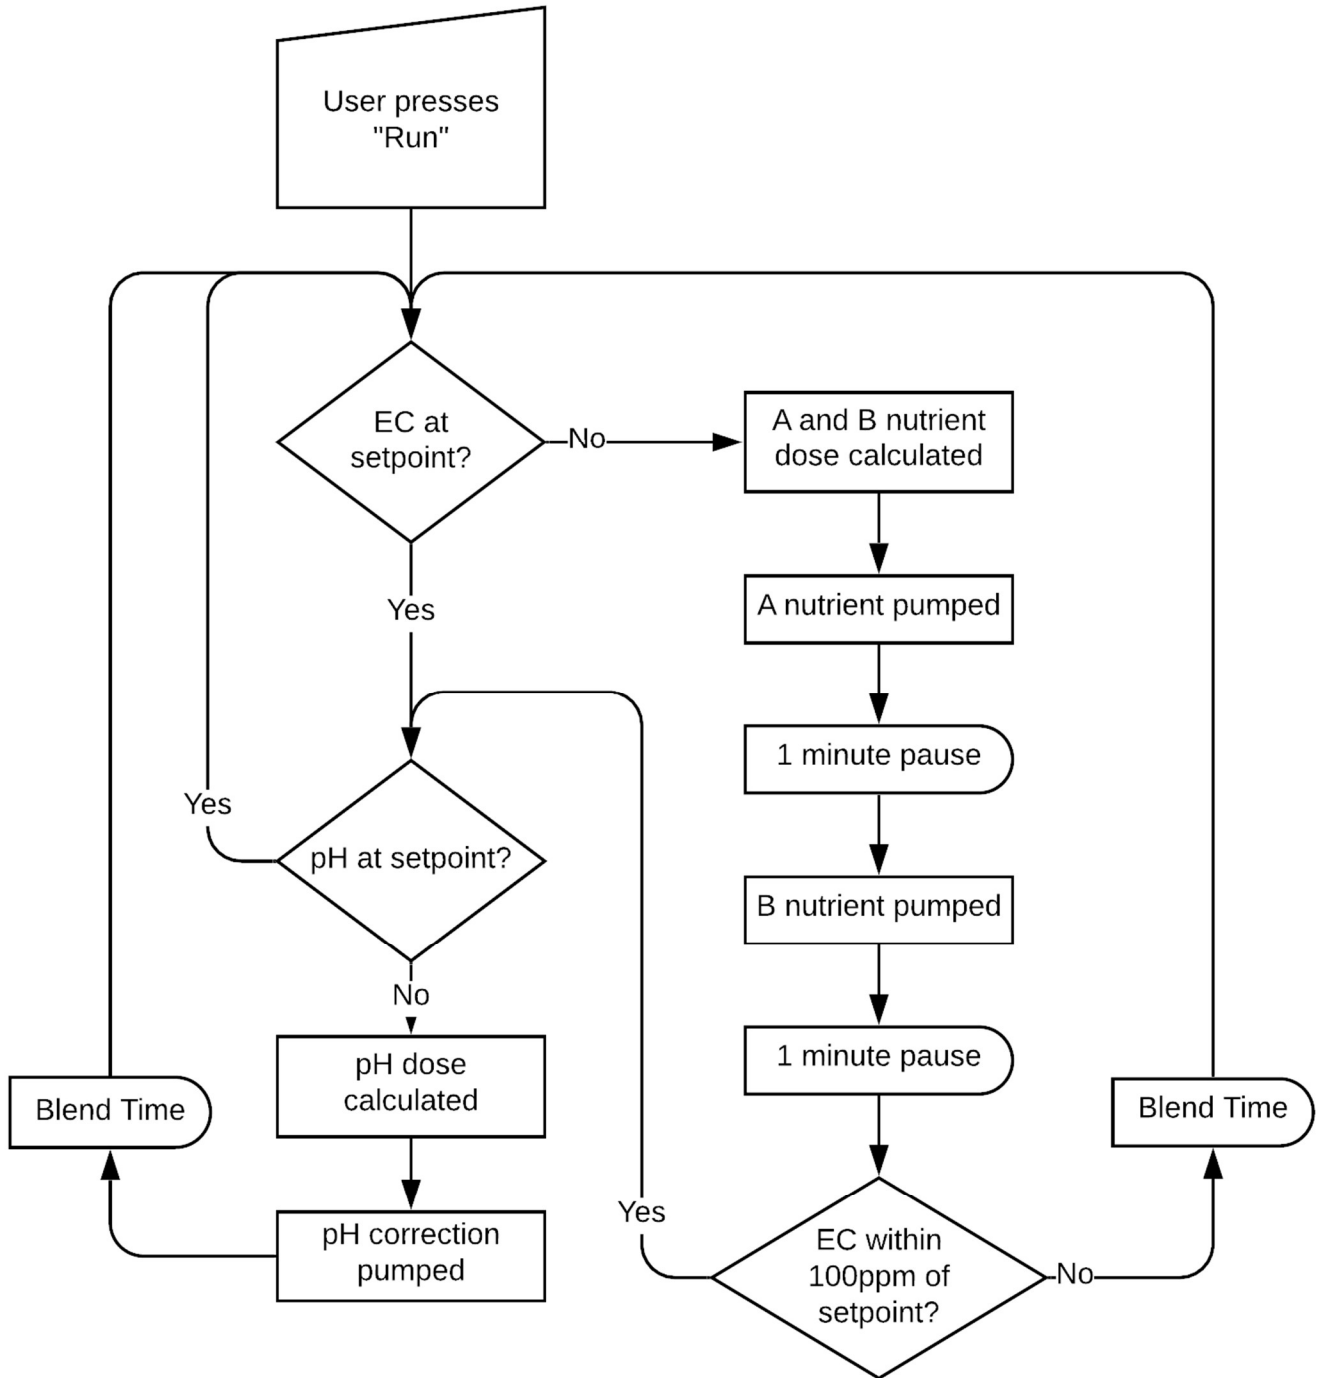 User presses
"Run"
EC at
setpoint?
No
A and B nutrient
dose calculated
Yes
A nutrient pumped
1 minute pause
Yes
pH at setpoint?
B nutrient pumped
No
pH dose
calculated
1 minute pause
Blend Time
Blend Time
pH correction
pumped
Yes
EC within
100ppm of
setpoint?
No